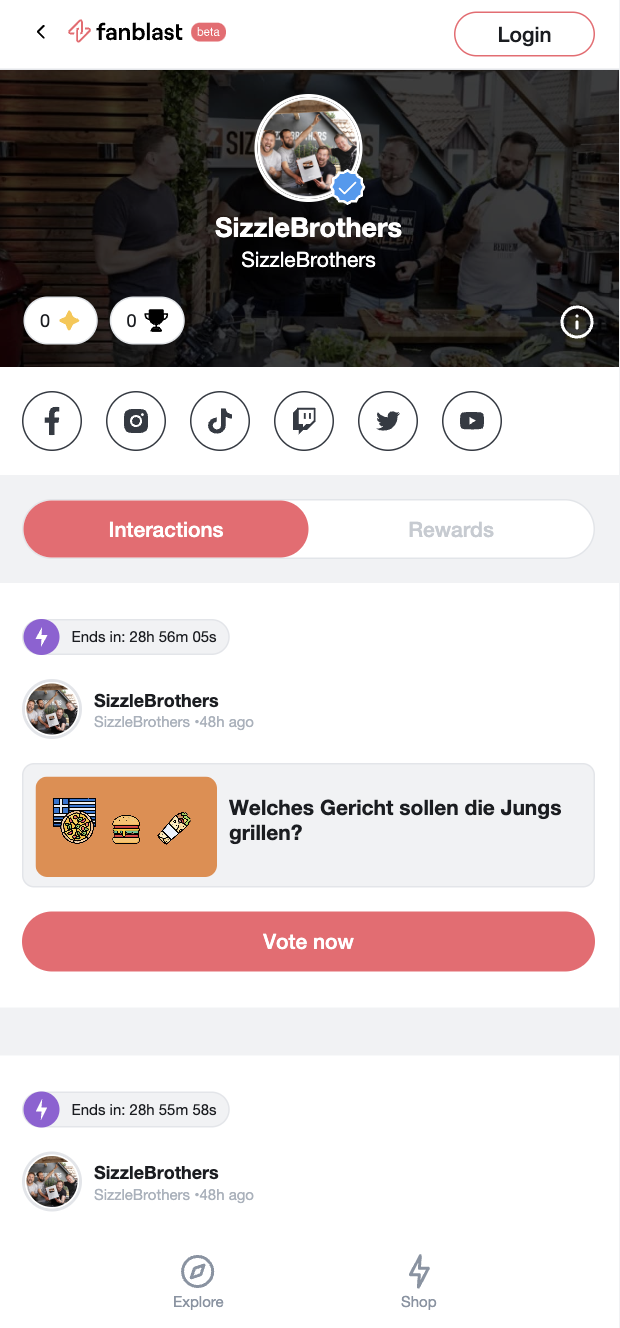 fanblast beta
Login
SizzleBrothers
SizzleBrothers
0
0
Interactions
Rewards
Ends in: 28h 56m 05s
SizzleBrothers
SizzleBrothers •48h ago
Welches Gericht sollen die Jungs
grillen?
Vote now
Ends in: 28h 55m 58s
SizzleBrothers
SizzleBrothers •48h ago
Explore
Shop